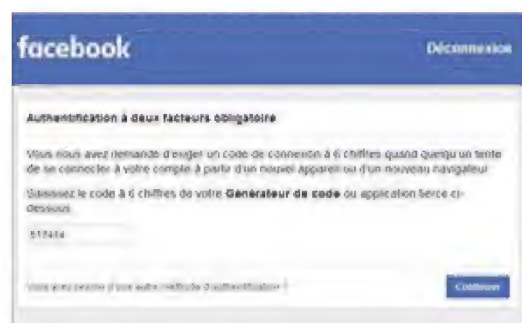 facebook
Déconnexion
Authentification à deux facteurs obligatoire
Vous nous avez demandé d'exiger un code de connexion à 6 chiffres quand quelqu'un tente
de se connecter à votre compte à partir d'un nouvel appareil ou d'un nouveau navigateur.
Saisissez le code à 6 chiffres de votre Générateur de code ou application tierce ci-
dessous.
Vous avez besoin d'une autre méthode d'authentification ?
Continuer